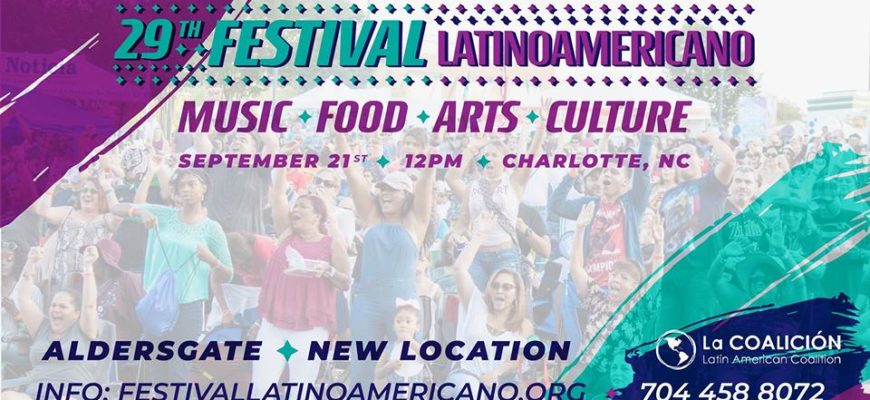 29TH FESTIVAL LATINOAMERICANO
Noticia
MUSIC FOOD ARTS CULTURE
SEPTEMBER 21ST 12PM CHARLOTTE, NC
ALDERSGATE NEW LOCATION
La COALICIÓN
Latin American Coalition
INFO: FESTIVALLATINOAMERICANO.ORG 704 458 8072